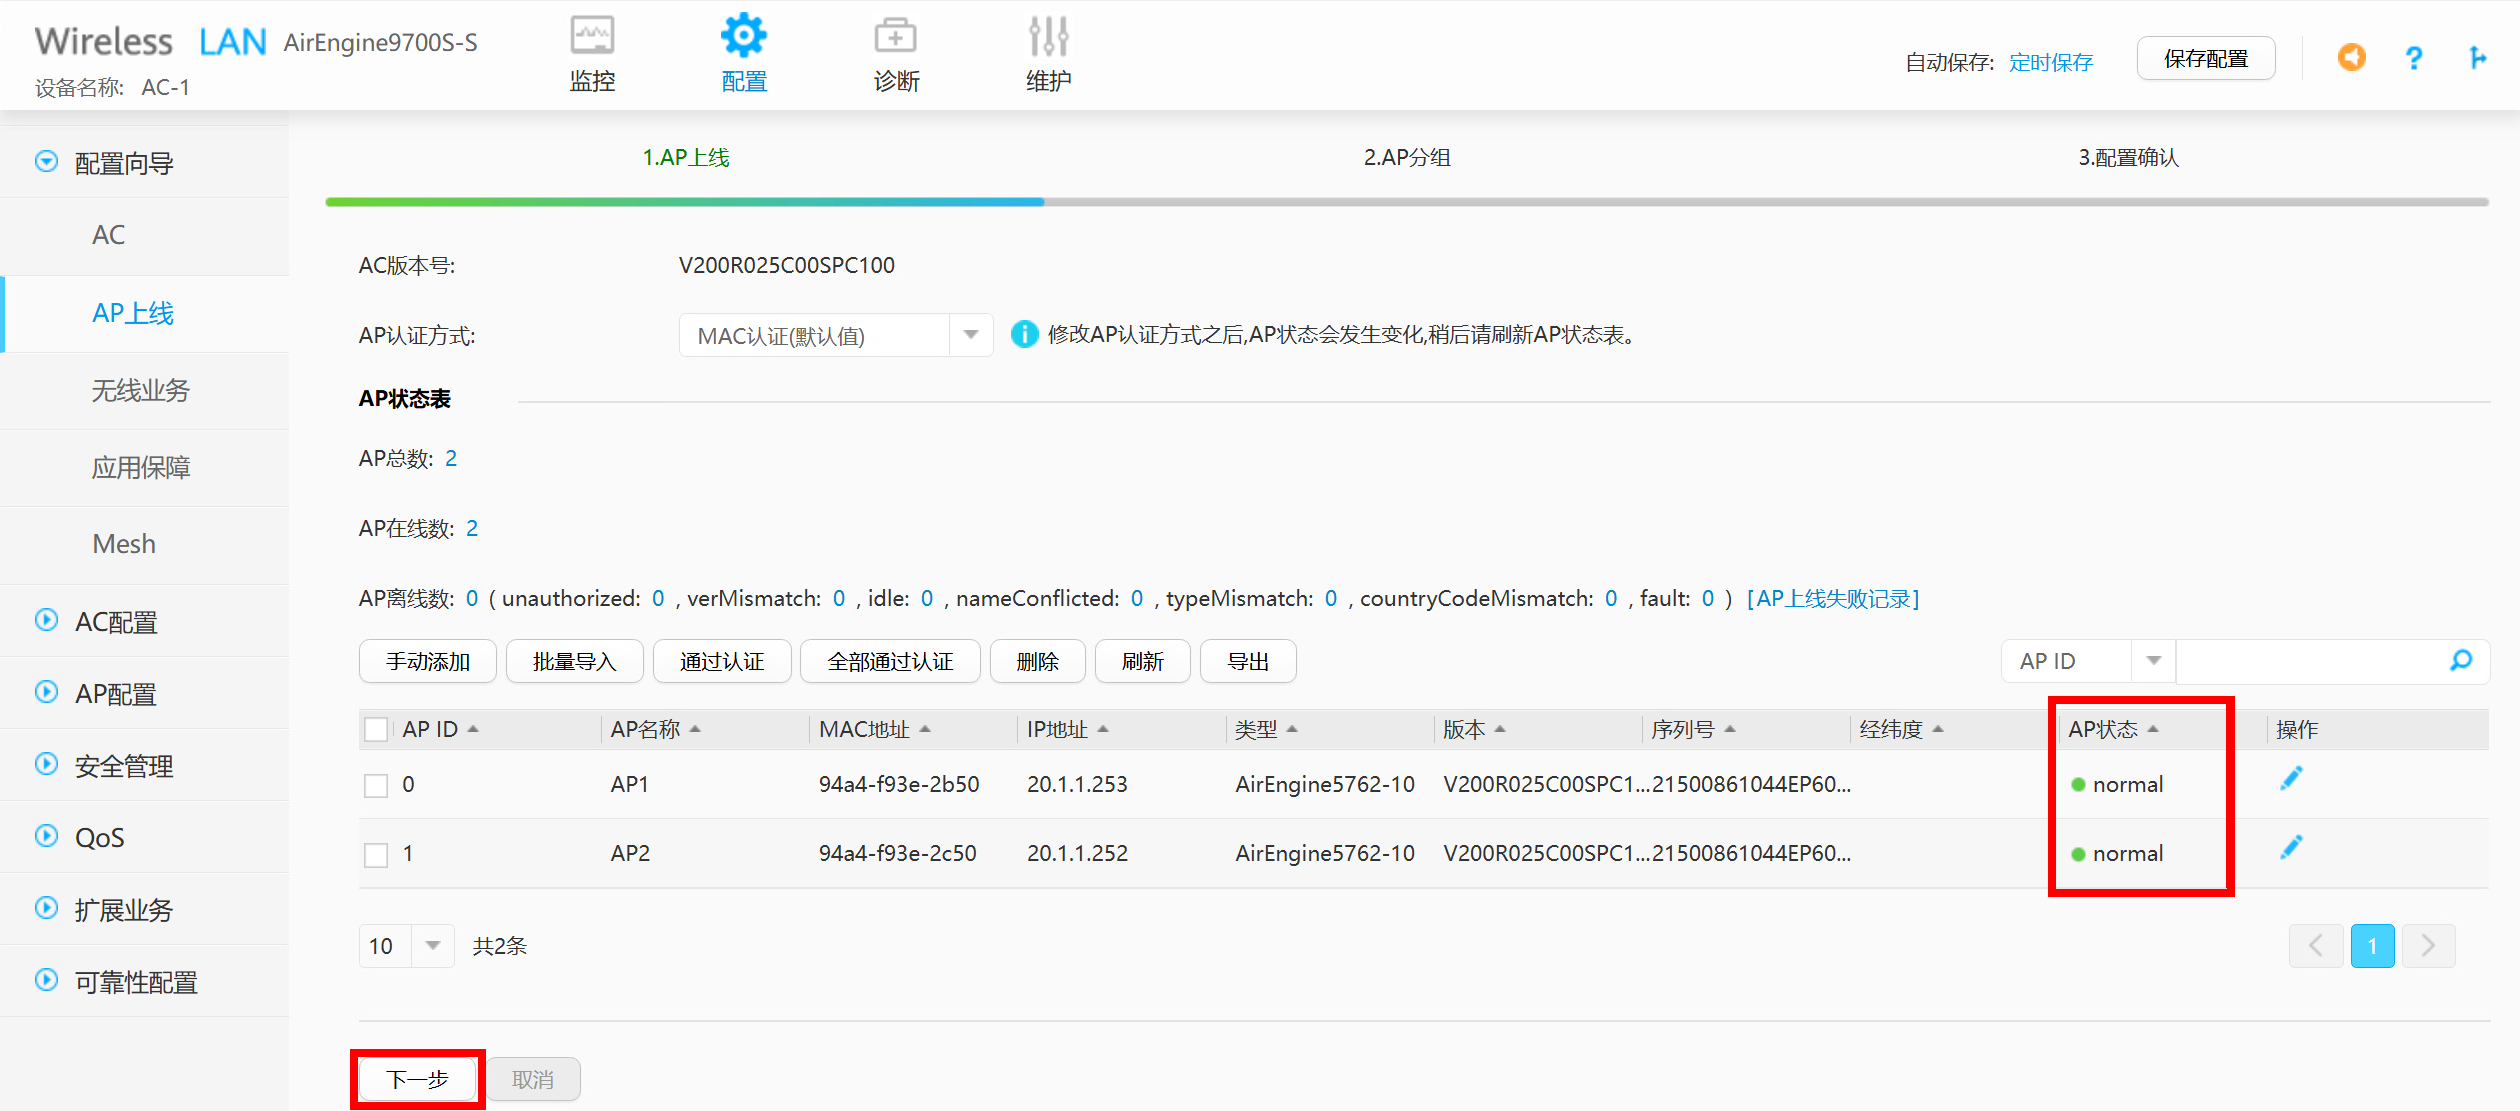 Wireless LAN AirEngine9700S-S
设备名称: AC-1
监控
配置
诊断
维护
自动保存: 定时保存
保存配置
?
配置向导
AC
AP上线
无线业务
应用保障
Mesh
AC配置
AP配置
安全管理
QoS
扩展业务
可靠性配置
1.AP上线
2.AP分组
3.配置确认
AC版本号: V200R025C00SPC100
AP认证方式: MAC认证(默认值) 修改AP认证方式之后,AP状态会发生变化,稍后请刷新AP状态表。
AP状态表
AP总数: 2
AP在线数: 2
AP离线数: 0 ( unauthorized: 0 , verMismatch: 0 , idle: 0 , nameConflicted: 0 , typeMismatch: 0 , countryCodeMismatch: 0 , fault: 0 ) [AP上线失败记录]
手动添加 批量导入 通过认证 全部通过认证 删除 刷新 导出 AP ID
AP ID AP名称 MAC地址 IP地址 类型 版本 序列号 经纬度 AP状态 操作
0 AP1 94a4-f93e-2b50 20.1.1.253 AirEngine5762-10 V200R025C00SPC1... 21500861044EP60... normal
1 AP2 94a4-f93e-2c50 20.1.1.252 AirEngine5762-10 V200R025C00SPC1... 21500861044EP60... normal
10 共2条 1
下一步 取消